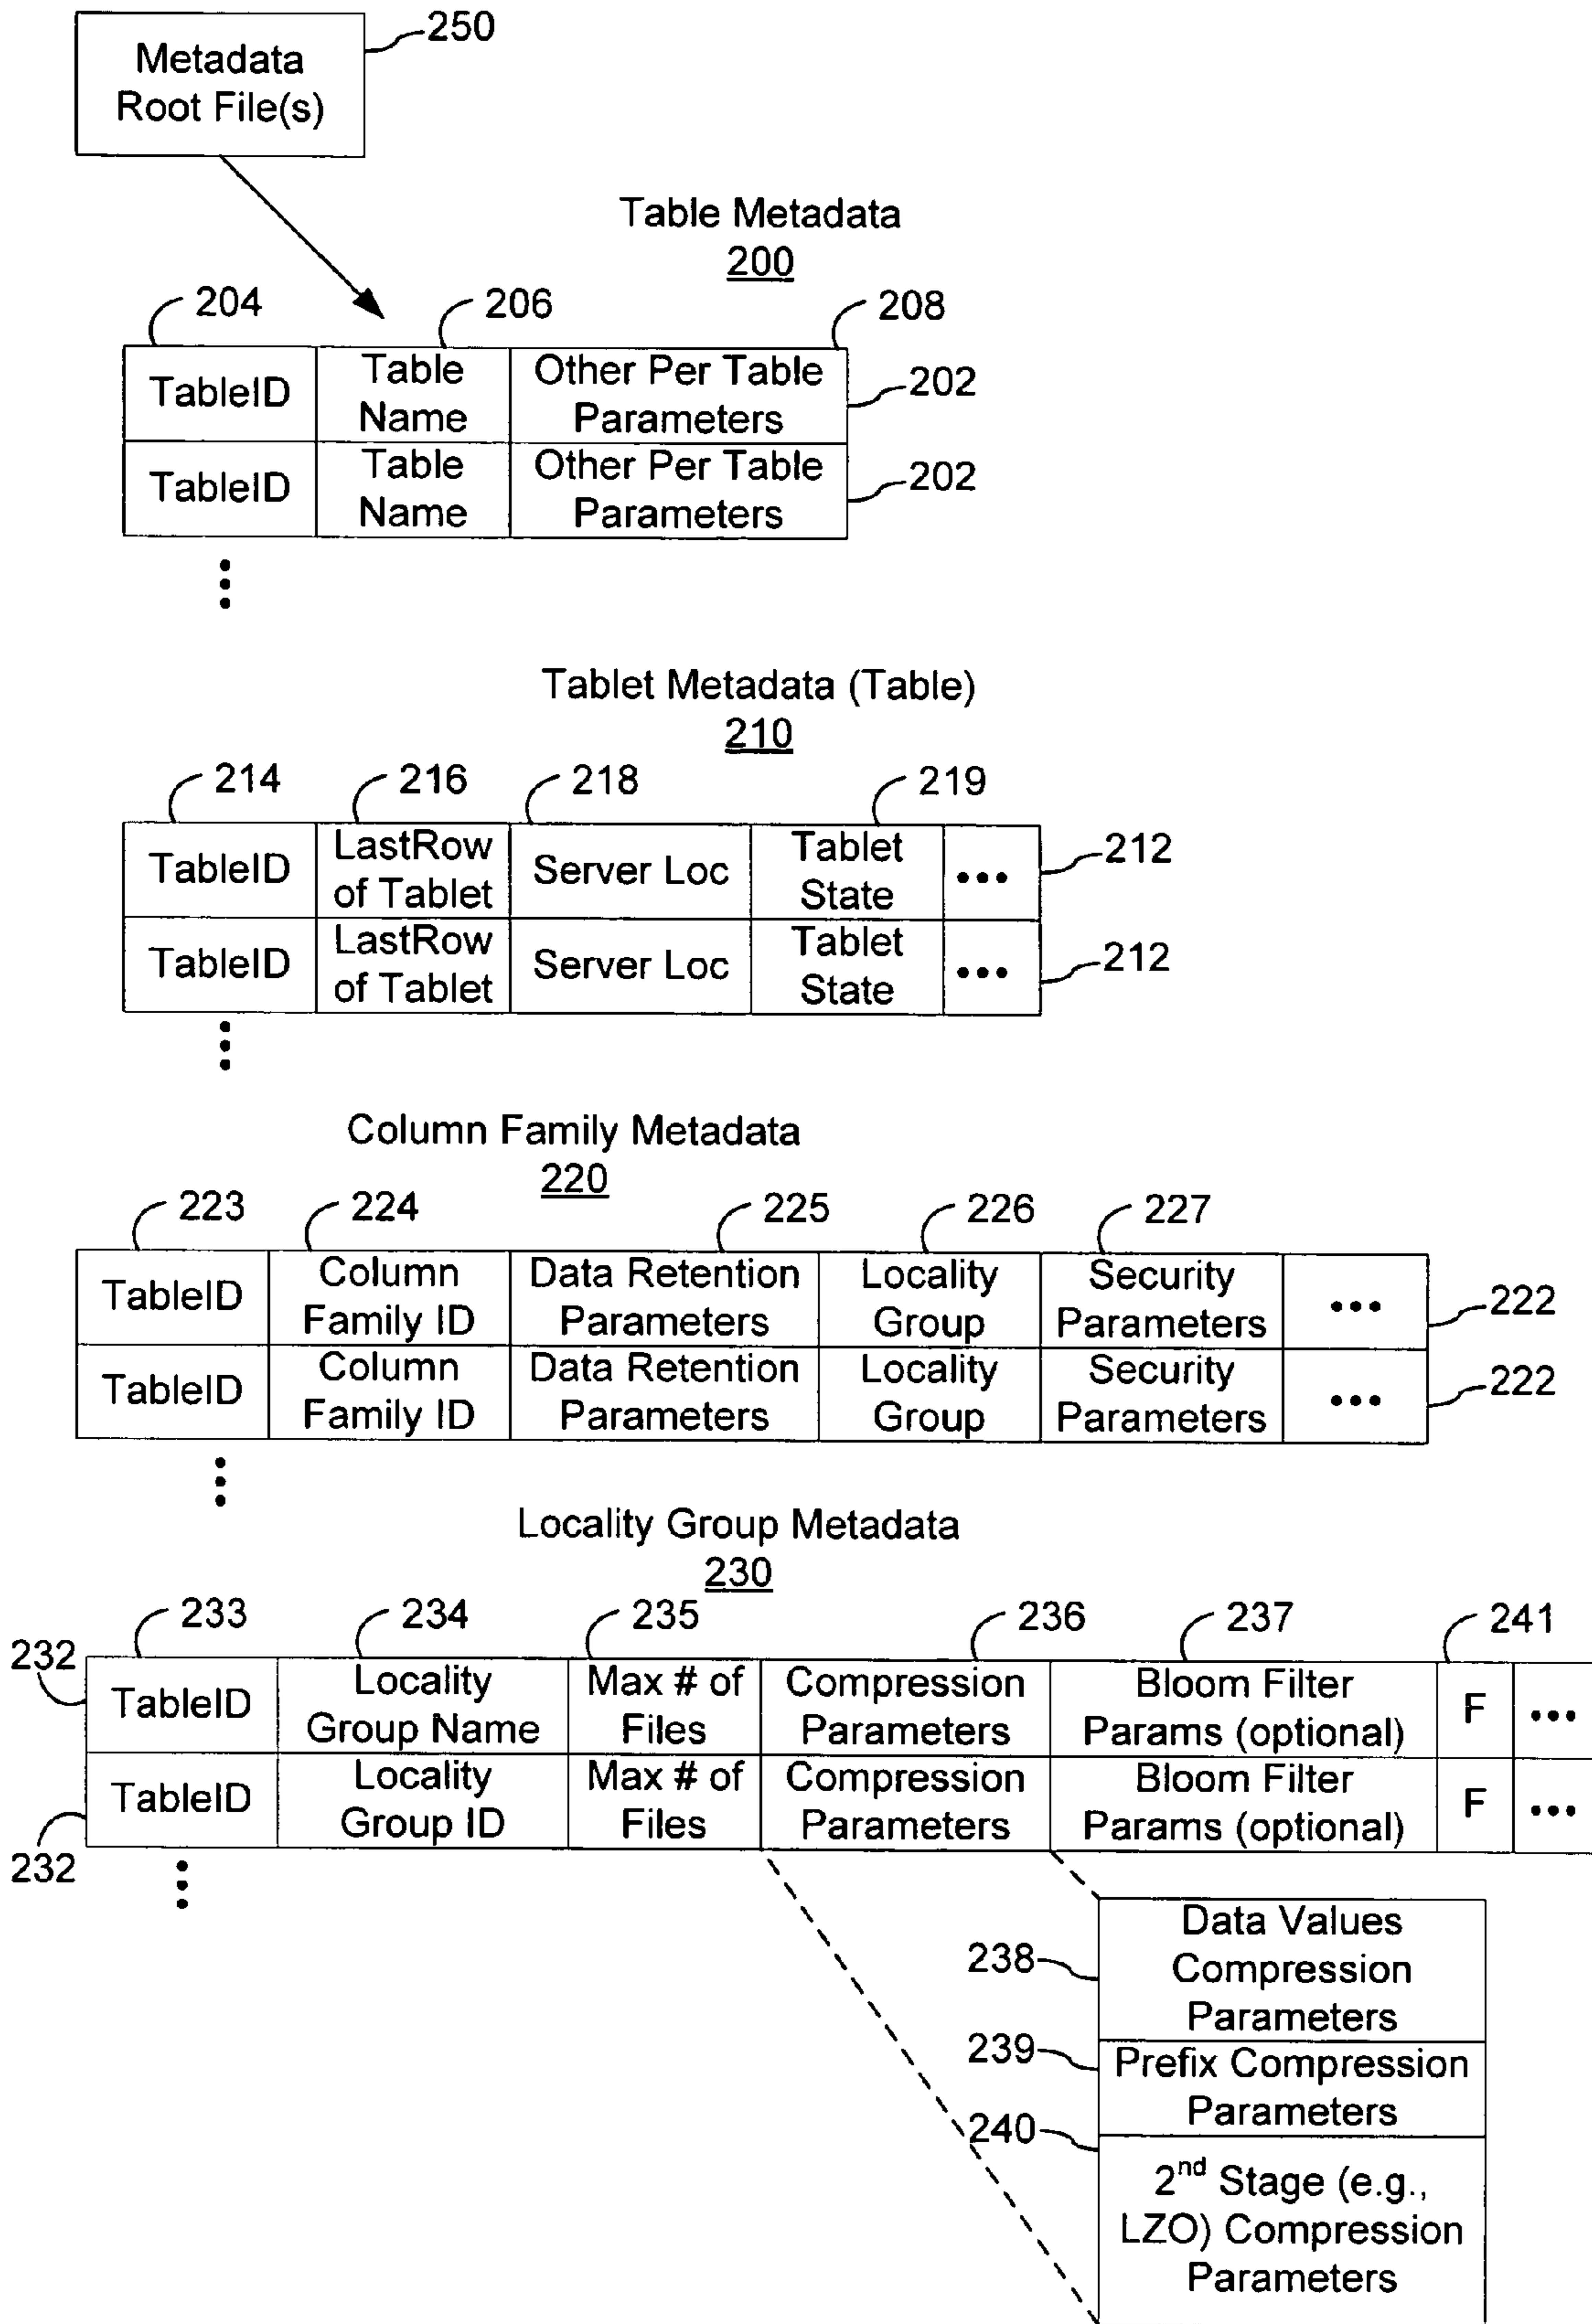 250
Metadata
Root File(s)
Table Metadata
200
204 206 208
TableID Table Name Other Per Table Parameters 202
TableID Table Name Other Per Table Parameters 202
Tablet Metadata (Table)
210
214 216 218 219
TableID LastRow of Tablet Server Loc Tablet State ••• 212
TableID LastRow of Tablet Server Loc Tablet State ••• 212
Column Family Metadata
220
223 224 225 226 227
TableID Column Family ID Data Retention Parameters Locality Group Security Parameters ••• 222
TableID Column Family ID Data Retention Parameters Locality Group Security Parameters ••• 222
Locality Group Metadata
230
233 234 235 236 237 241
232 TableID Locality Group Name Max # of Files Compression Parameters Bloom Filter Params (optional) F •••
232 TableID Locality Group ID Max # of Files Compression Parameters Bloom Filter Params (optional) F •••
238 Data Values
Compression
Parameters
239 Prefix Compression
Parameters
240 2nd Stage (e.g.,
LZO) Compression
Parameters